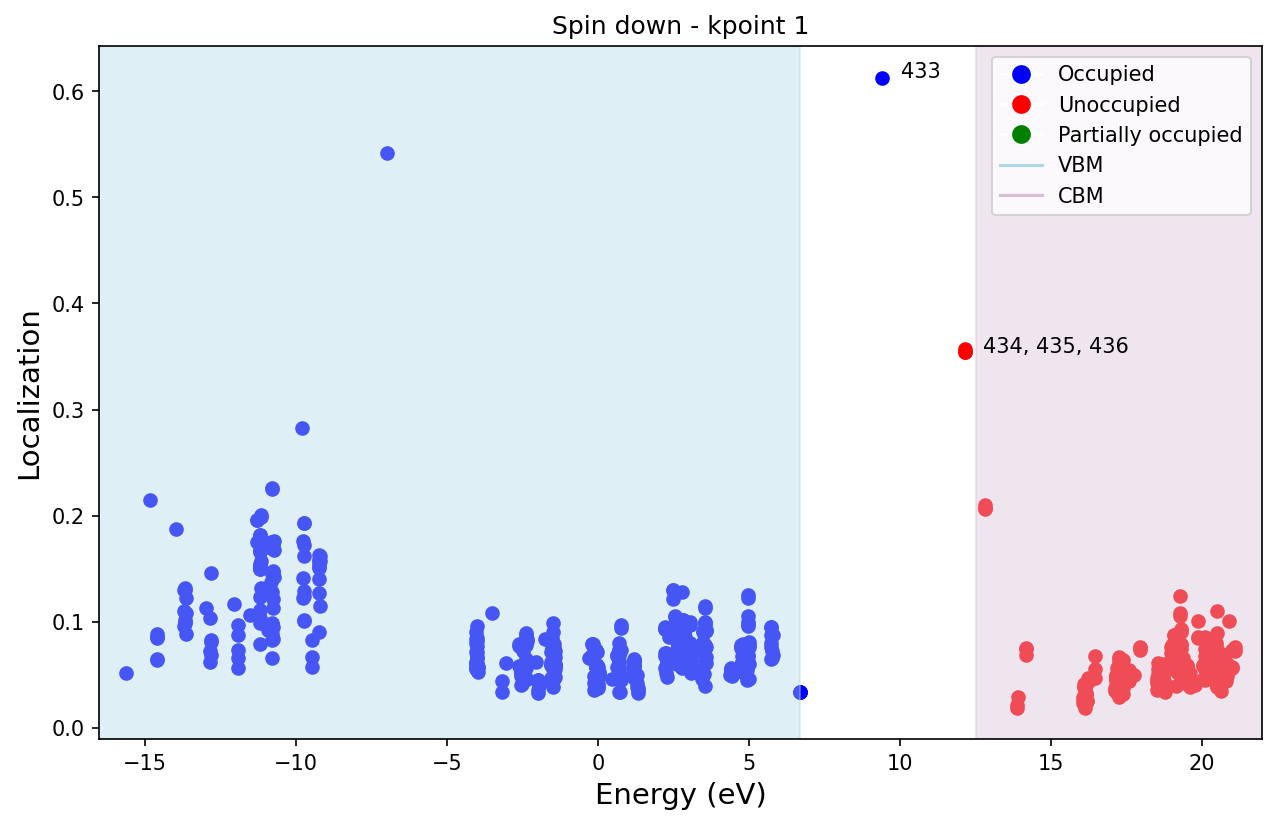 Spin down - kpoint 1
0.6
0.5
0.4
0.3
0.2
0.1
0.0
Localization
433
434, 435, 436
Occupied
Unoccupied
Partially occupied
VBM
CBM
−15
−10
−5
0
5
10
15
20
Energy (eV)